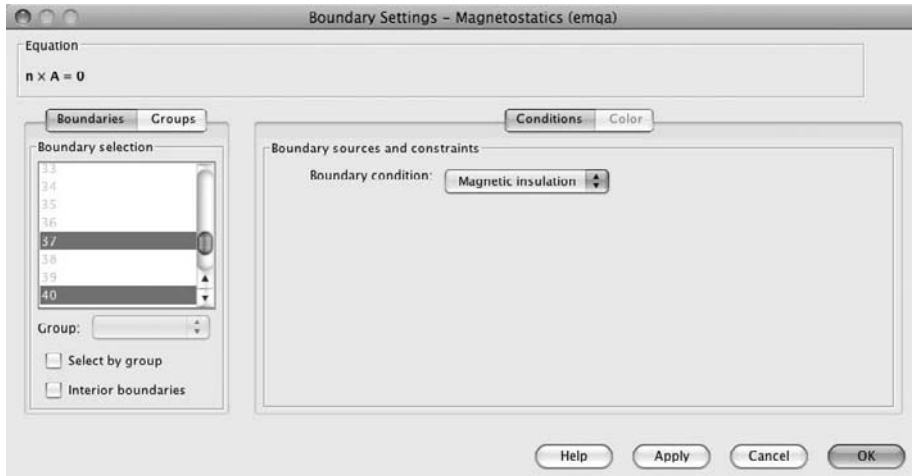 Boundary Settings – Magnetostatics (emqa)
Equation
n × A = 0
Boundaries Groups
Conditions Color
Boundary selection
33
34
35
36
37
38
39
40
Group:
Select by group
Interior boundaries
Boundary sources and constraints
Boundary condition: Magnetic insulation
Help Apply Cancel OK